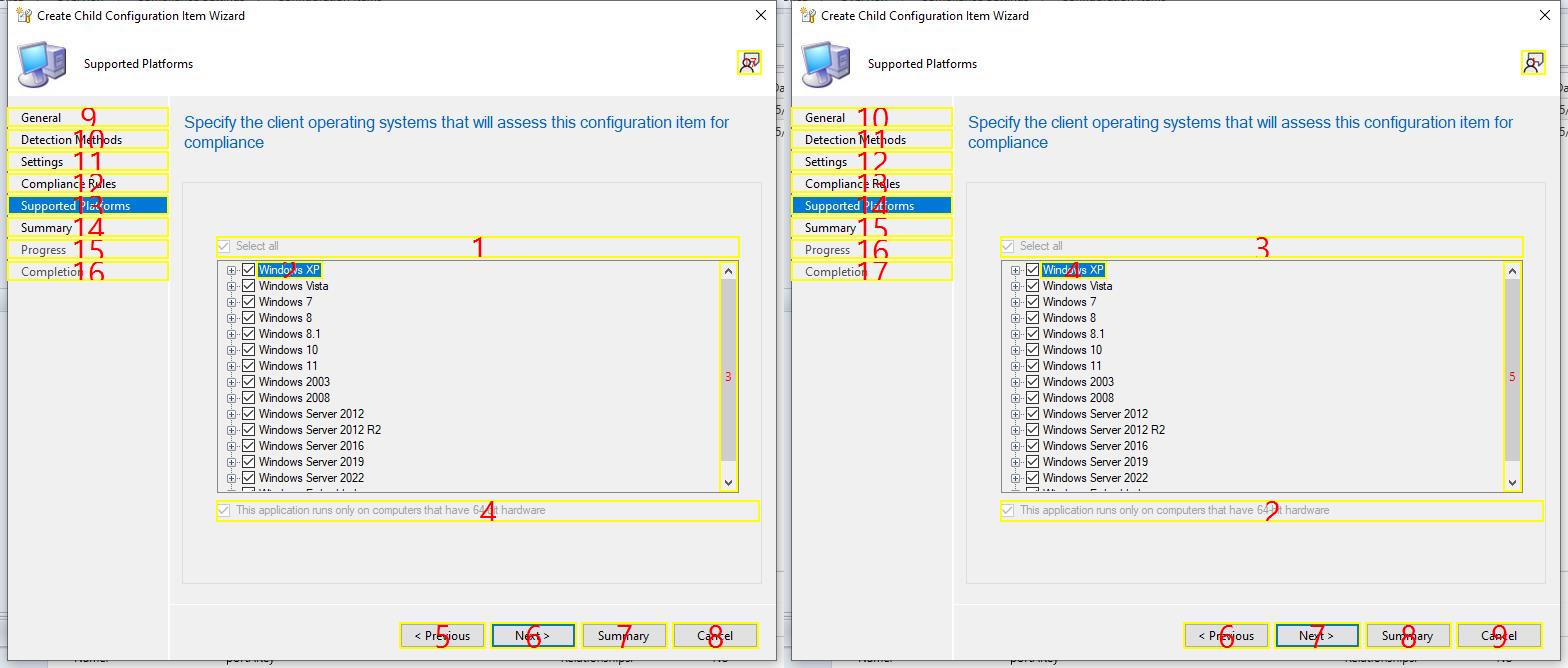 Create Child Configuration Item Wizard
Supported Platforms
General 9
Detection Methods 10
Settings 11
Compliance Rules 12
Supported Platforms 13
Summary 14
Progress 15
Completion 16
Specify the client operating systems that will assess this configuration item for
compliance
Select all 1
Windows XP 2
Windows Vista
Windows 7
Windows 8
Windows 8.1
Windows 10
Windows 11
Windows 2003
Windows 2008
Windows Server 2012
Windows Server 2012 R2
Windows Server 2016
Windows Server 2019
Windows Server 2022
3
This application runs only on computers that have 64-bit hardware 4
< Previous 5
Next > 6
Summary 7
Cancel 8
Create Child Configuration Item Wizard
Supported Platforms
General 10
Detection Methods 11
Settings 12
Compliance Rules 13
Supported Platforms 14
Summary 15
Progress 16
Completion 17
Specify the client operating systems that will assess this configuration item for
compliance
Select all 3
Windows XP 4
Windows Vista
Windows 7
Windows 8
Windows 8.1
Windows 10
Windows 11
Windows 2003
Windows 2008
Windows Server 2012
Windows Server 2012 R2
Windows Server 2016
Windows Server 2019
Windows Server 2022
5
This application runs only on computers that have 64-bit hardware 2
< Previous 6
Next > 7
Summary 8
Cancel 9